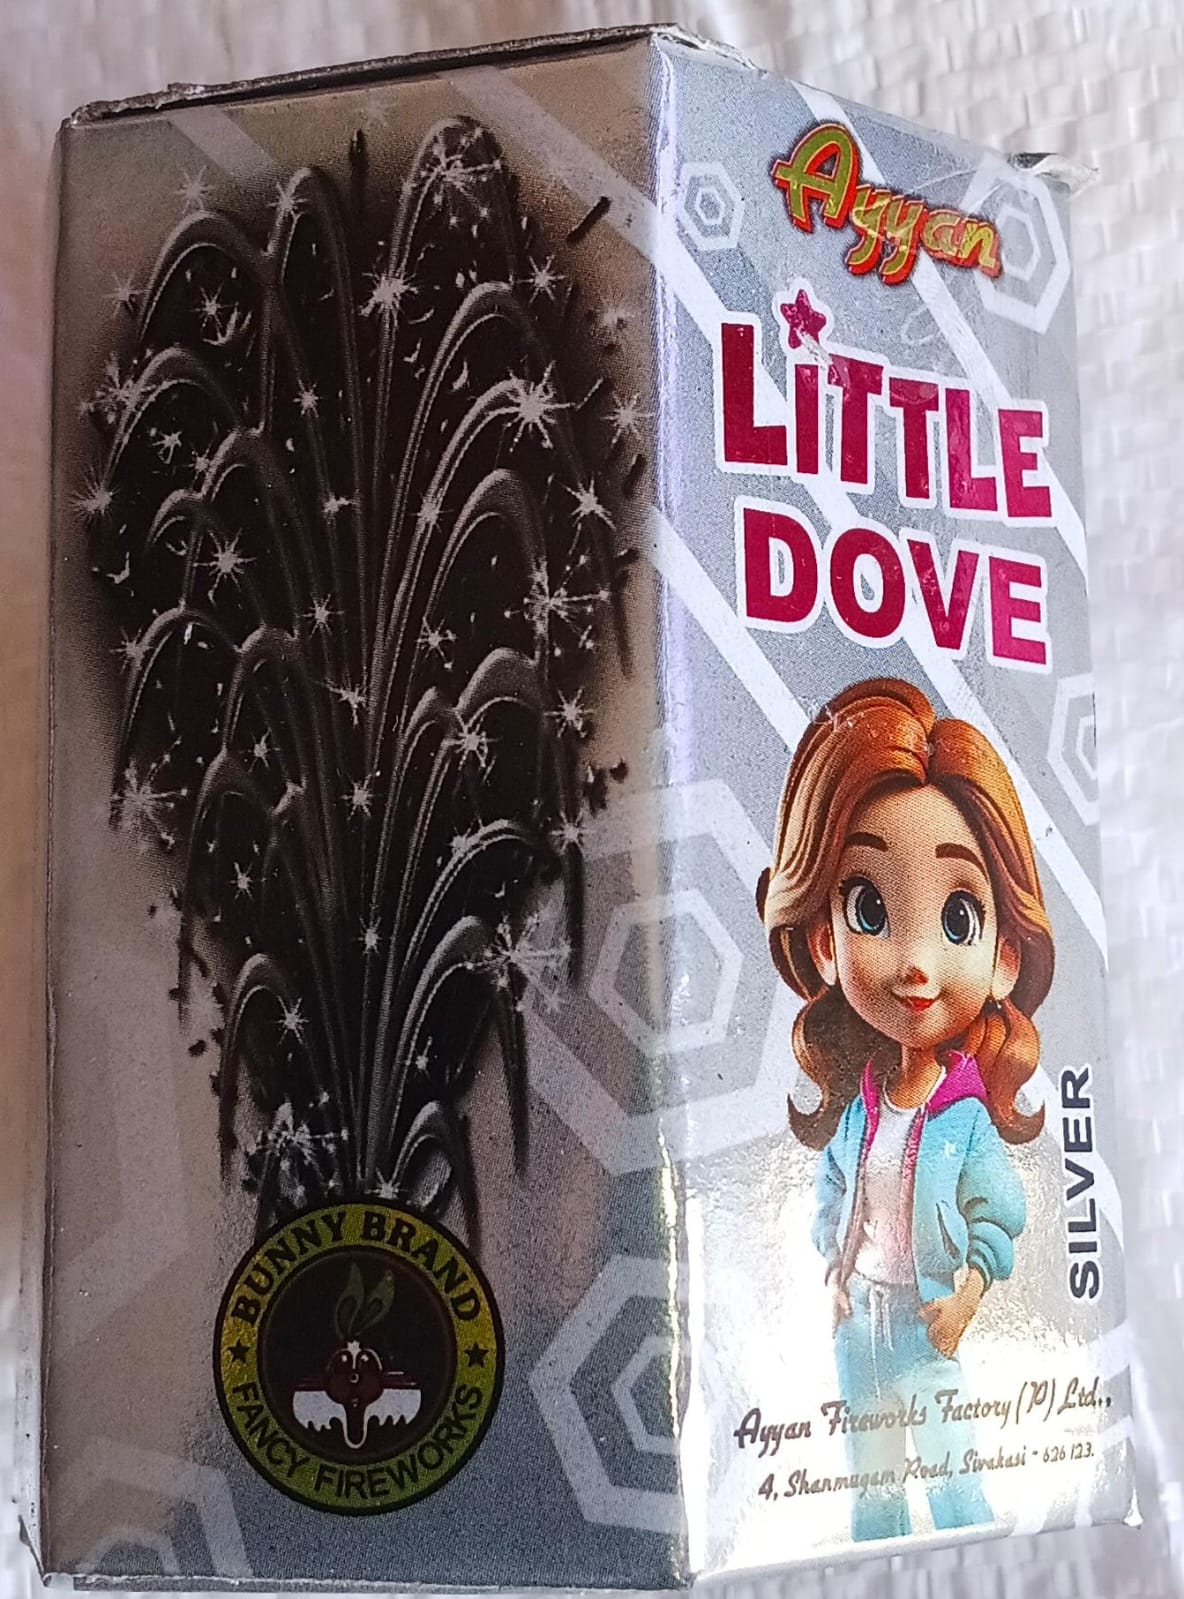 Ayyan
LiTTLE
DOVE
SILVER
Ayyan Fireworks Factory (P) Ltd.,
4, Shanmugam Road, Sivakasi - 626 123.
BUNNY BRAND
FANCY FIREWORKS